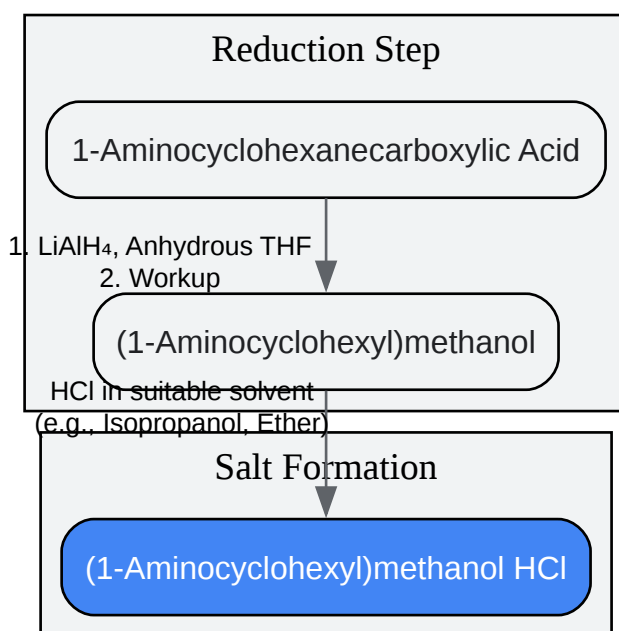 Reduction Step
1-Aminocyclohexanecarboxylic Acid
1. LiAlH₄, Anhydrous THF
2. Workup
(1-Aminocyclohexyl)methanol
HCl in suitable solvent
(e.g., Isopropanol, Ether)
Salt Formation
(1-Aminocyclohexyl)methanol HCl